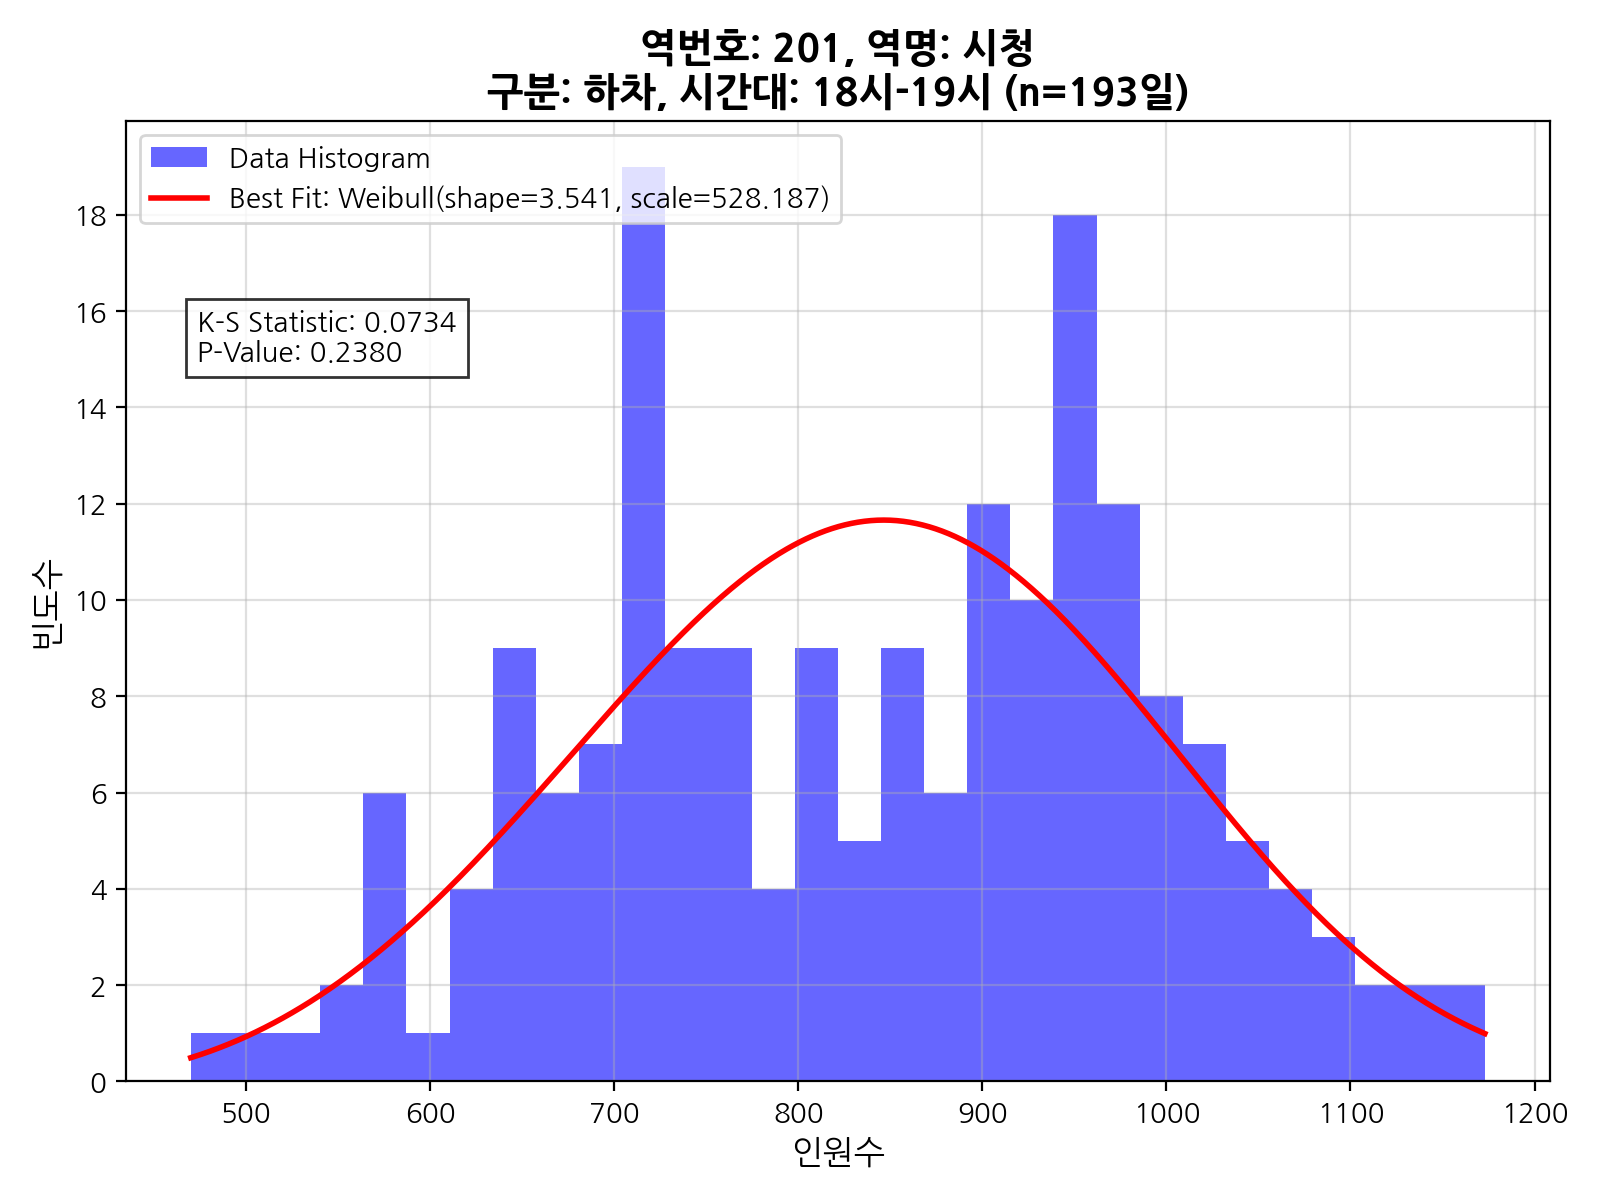 역번호: 201, 역명: 시청
구분: 하차, 시간대: 18시-19시 (n=193일)
Data Histogram
Best Fit: Weibull(shape=3.541, scale=528.187)
K-S Statistic: 0.0734
P-Value: 0.2380
빈도수
18
16
14
12
10
8
6
4
2
0
500 600 700 800 900 1000 1100 1200
인원수